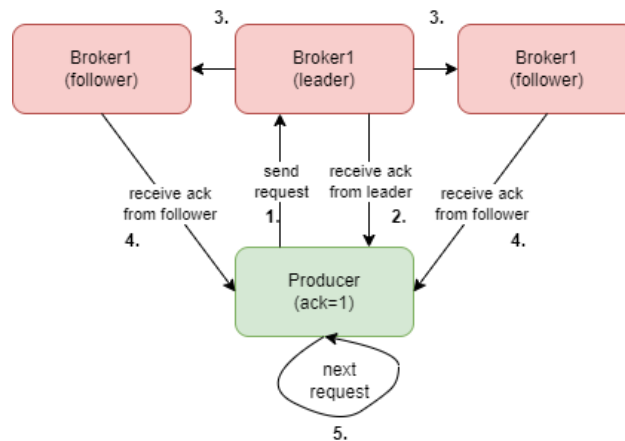 3.
3.
Broker1
(follower)
Broker1
(leader)
Broker1
(follower)
send
request
1.
receive ack
from leader
2.
receive ack
from follower
4.
receive ack
from follower
4.
Producer
(ack=1)
next
request
5.